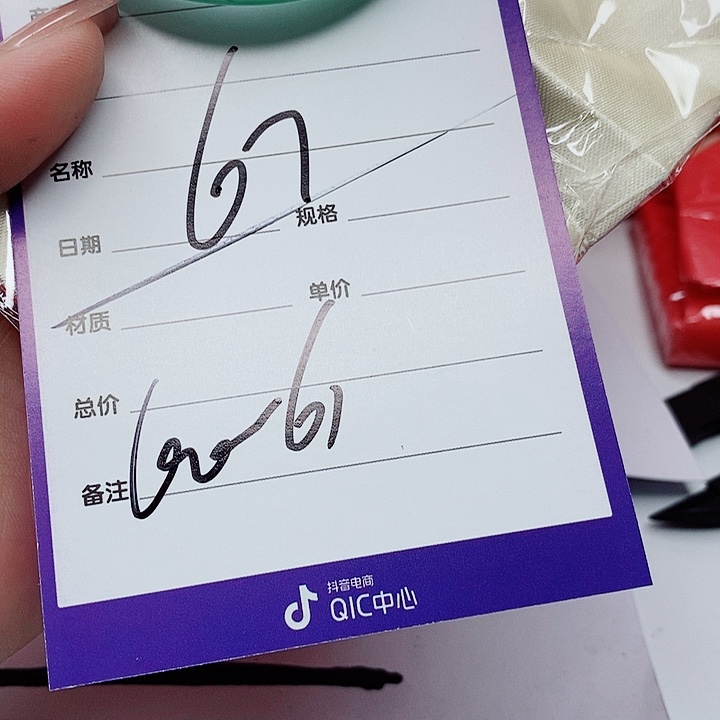 67
名称
日期 规格
材质 单价
总价
备注 61
抖音电商
QIC中心